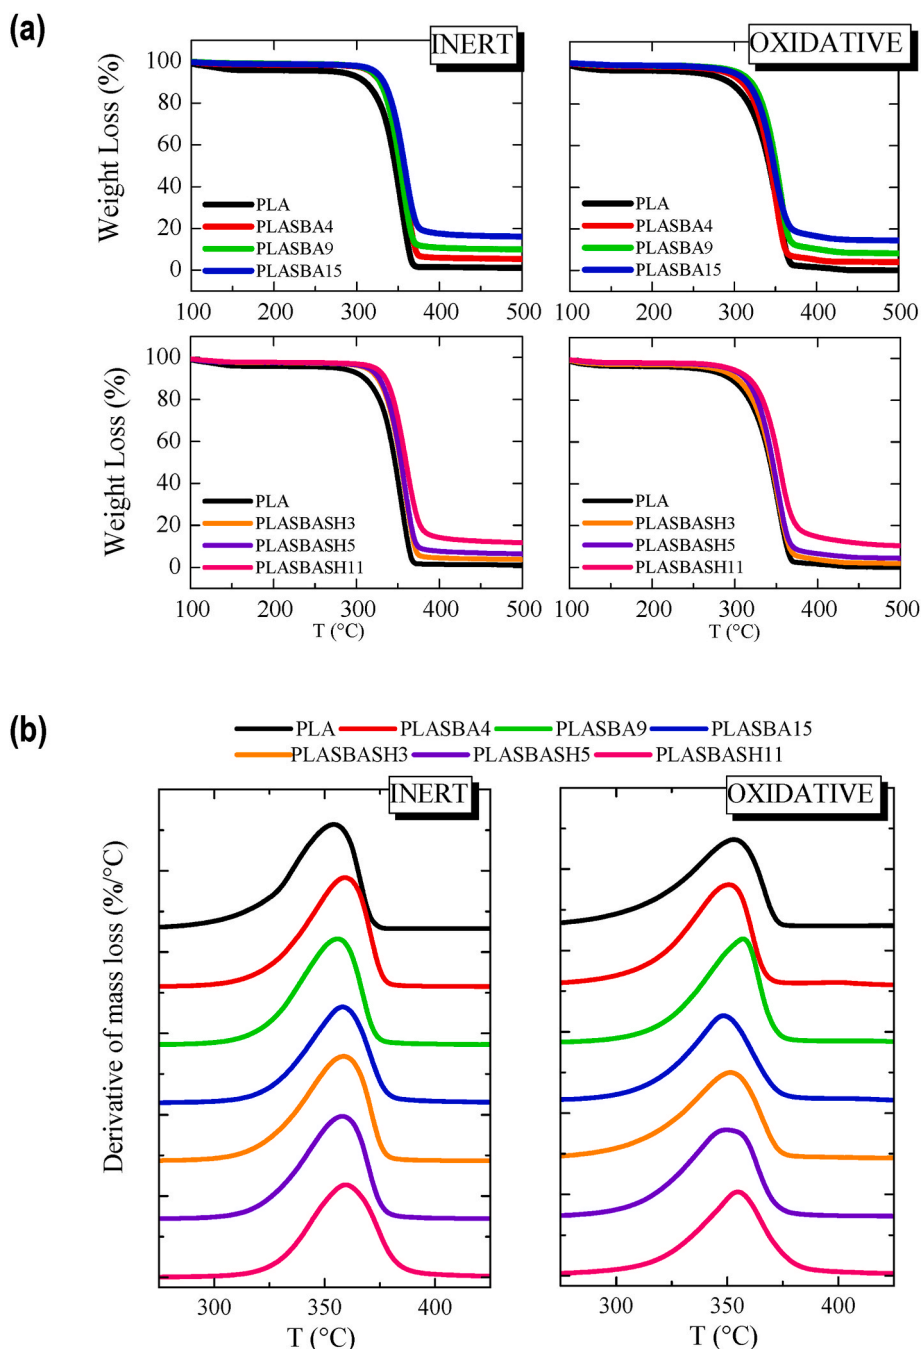 (a)
INERT
OXIDATIVE
Weight Loss (%)
100
80
60
40
20
0
PLA
PLASBA4
PLASBA9
PLASBA15
PLA
PLASBA4
PLASBA9
PLASBA15
100 200 300 400 500
100 200 300 400 500
Weight Loss (%)
100
80
60
40
20
0
PLA
PLASBASH3
PLASBASH5
PLASBASH11
PLA
PLASBASH3
PLASBASH5
PLASBASH11
100 200 300 400 500
100 200 300 400 500
T (°C)
T (°C)
(b)
PLA PLASBA4 PLASBA9 PLASBA15
PLASBASH3 PLASBASH5 PLASBASH11
INERT
OXIDATIVE
Derivative of mass loss (%/°C)
300 350 400
300 350 400
T (°C)
T (°C)